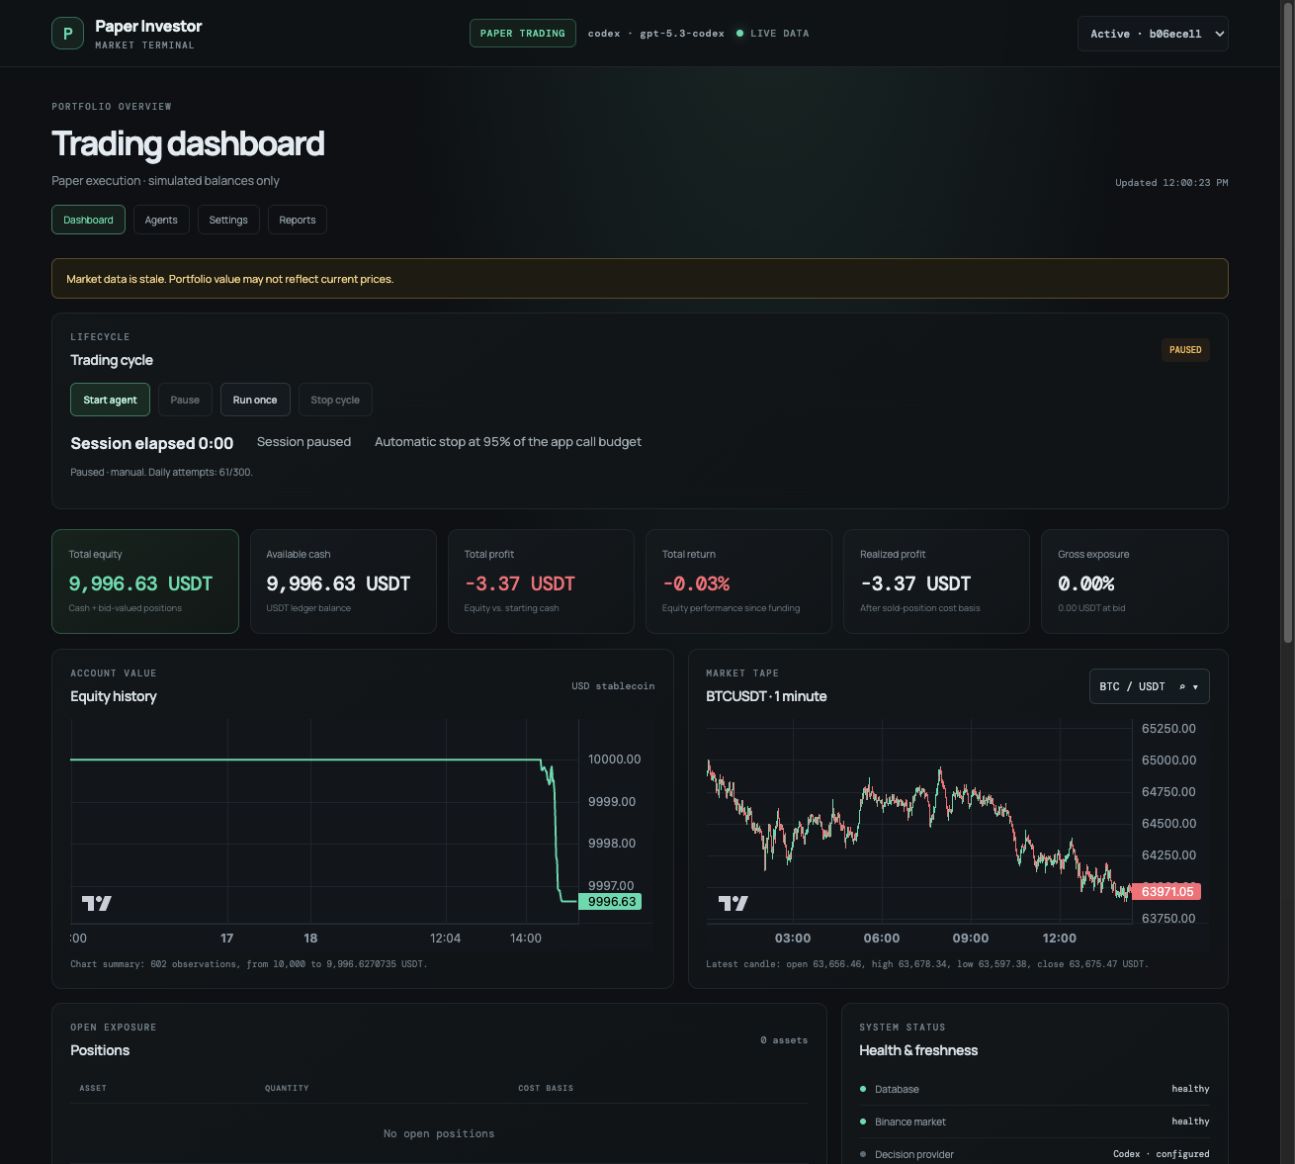 P
Paper Investor
MARKET TERMINAL
PAPER TRADING
codex · gpt-5.3-codex
LIVE DATA
Active · b06ece11
PORTFOLIO OVERVIEW
Trading dashboard
Paper execution · simulated balances only
Updated 12:00:23 PM
Dashboard
Agents
Settings
Reports
Market data is stale. Portfolio value may not reflect current prices.
LIFECYCLE
Trading cycle
PAUSED
Start agent
Pause
Run once
Stop cycle
Session elapsed 0:00
Session paused
Automatic stop at 95% of the app call budget
Paused · manual. Daily attempts: 61/300.
Total equity
9,996.63 USDT
Cash + bid-valued positions
Available cash
9,996.63 USDT
USDT ledger balance
Total profit
-3.37 USDT
Equity vs. starting cash
Total return
-0.03%
Equity performance since funding
Realized profit
-3.37 USDT
After sold-position cost basis
Gross exposure
0.00%
0.00 USDT at bid
ACCOUNT VALUE
Equity history
USD stablecoin
10000.00
9999.00
9998.00
9997.00
9996.63
:00
17
18
12:04
14:00
Chart summary: 602 observations, from 10,000 to 9,996.6270735 USDT.
MARKET TAPE
BTCUSDT · 1 minute
BTC / USDT
65250.00
65000.00
64750.00
64500.00
64250.00
63971.05
63750.00
03:00
06:00
09:00
12:00
Latest candle: open 63,656.46, high 63,678.34, low 63,597.38, close 63,675.47 USDT.
OPEN EXPOSURE
Positions
0 assets
ASSET
QUANTITY
COST BASIS
No open positions
SYSTEM STATUS
Health & freshness
Database
healthy
Binance market
healthy
Decision provider
Codex · configured